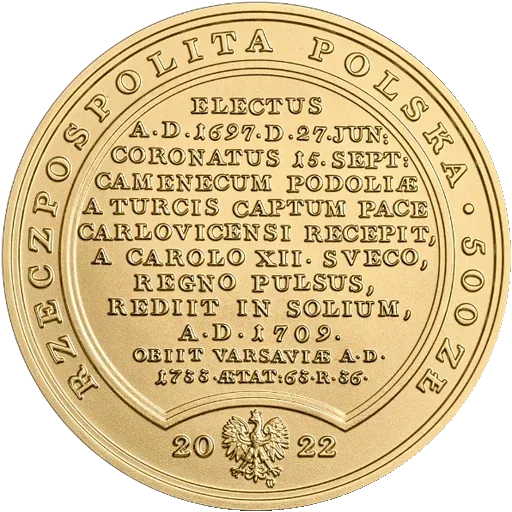 RZECZPOSPOLITA POLSKA · 500 ZŁ
ELECTUS
A.D.1697.D.27.JUN:
CORONATUS 15.SEPT:
CAMENECUM PODOLIÆ
A TURCIS CAPTUM PACE
CARLOVICENSI RECEPIT,
A CAROLO XII. SVECO,
REGNO PULSUS,
REDIIT IN SOLIUM,
A.D.1709.
OBIIT VARSAVIÆ A.D.
1733.ÆTAT:63.R.36.
20 22